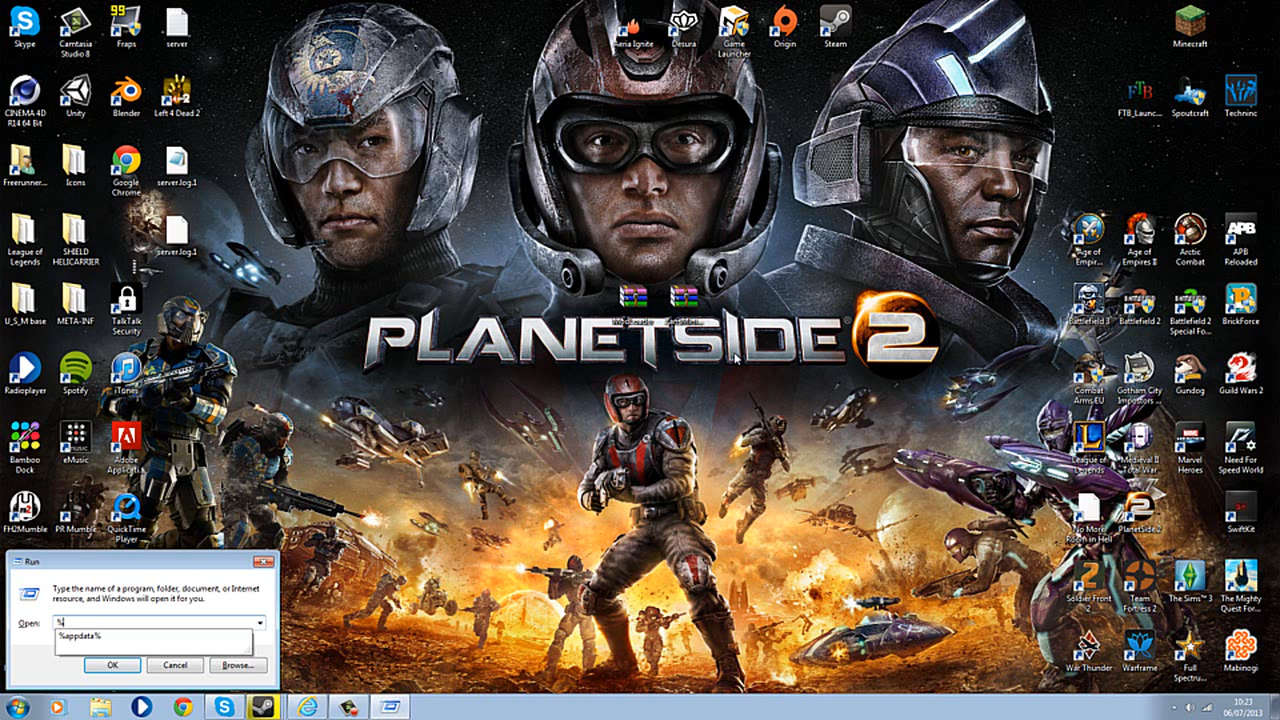 Skype
Camtasia Studio 8
99
Fraps
server
Aeria Ignite
Desura
Game Launcher
Origin
Steam
Minecraft
CINEMA 4D R14 64 Bit
Unity
Blender
Left 4 Dead 2
FTB
FTB_Launc...
Spoutcraft
Techninc
Freerunner...
Icons
Google Chrome
server.log.1
League of Legends
SHIELD HELICARRIER
server.log.1
Age of Empir...
Age of Empires II
Arctic Combat
APB
APB Reloaded
U_S_M base
META-INF
TalkTalk Security
Battlefield 3
Battlefield 2
Battlefield 2 Special Fo...
BrickForce
PLANETSIDE 2
Radioplayer
Spotify
iTunes
Combat Arms EU
Gotham City Impostors ...
Gundog
Guild Wars 2
Bamboo Dock
eMusic
Adobe Applicati...
League of Legends
Medieval II Total War
Marvel Heroes
Need For Speed World
FH2Mumble
PR Mumble
QuickTime Player
No More Room in Hell
PlanetSide 2
SwiftKit
Run
Type the name of a program, folder, document, or Internet
resource, and Windows will open it for you.
Open: %
%appdata%
OK Cancel Browse...
Soldier Front 2
Team Fortress 2
The Sims™ 3
The Mighty Quest For...
War Thunder
Warframe
Full Spectru...
Mabinogi
10:23
06/07/2013